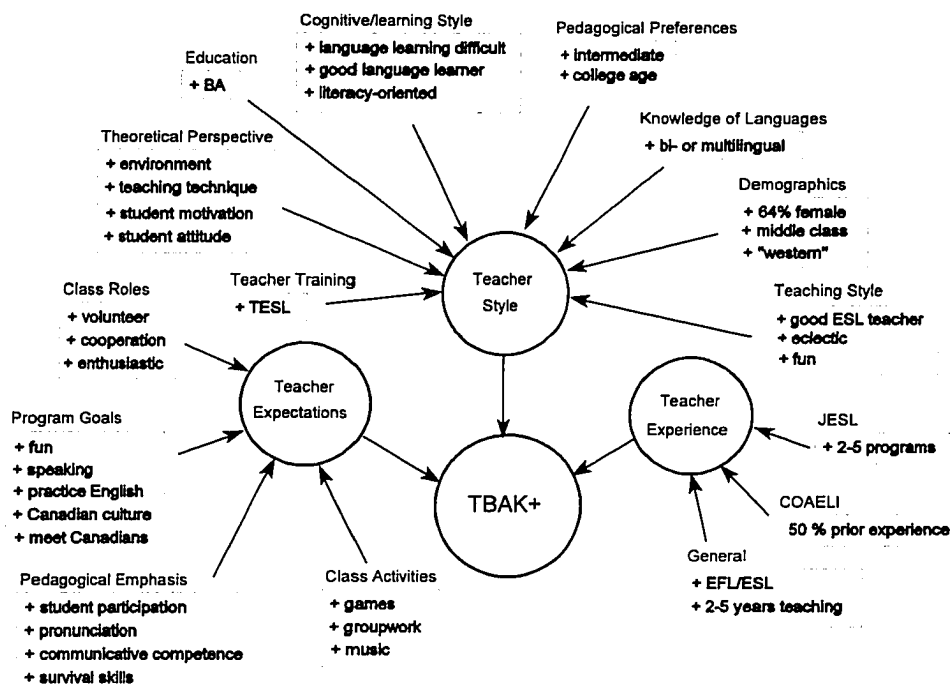 Cognitive/learning Style
+ language learning difficult
+ good language learner
+ literacy-oriented
Pedagogical Preferences
+ intermediate
+ college age
Education
+ BA
Knowledge of Languages
+ bi- or multilingual
Theoretical Perspective
+ environment
+ teaching technique
+ student motivation
+ student attitude
Demographics
+ 64% female
+ middle class
+ "western"
Teacher Training
+ TESL
Teacher
Style
Teaching Style
+ good ESL teacher
+ eclectic
+ fun
Class Roles
+ volunteer
+ cooperation
+ enthusiastic
Teacher
Expectations
Teacher
Experience
Program Goals
+ fun
+ speaking
+ practice English
+ Canadian culture
+ meet Canadians
JESL
+ 2-5 programs
TBAK+
COAELI
50 % prior experience
General
+ EFL/ESL
+ 2-5 years teaching
Pedagogical Emphasis
+ student participation
+ pronunciation
+ communicative competence
+ survival skills
Class Activities
+ games
+ groupwork
+ music